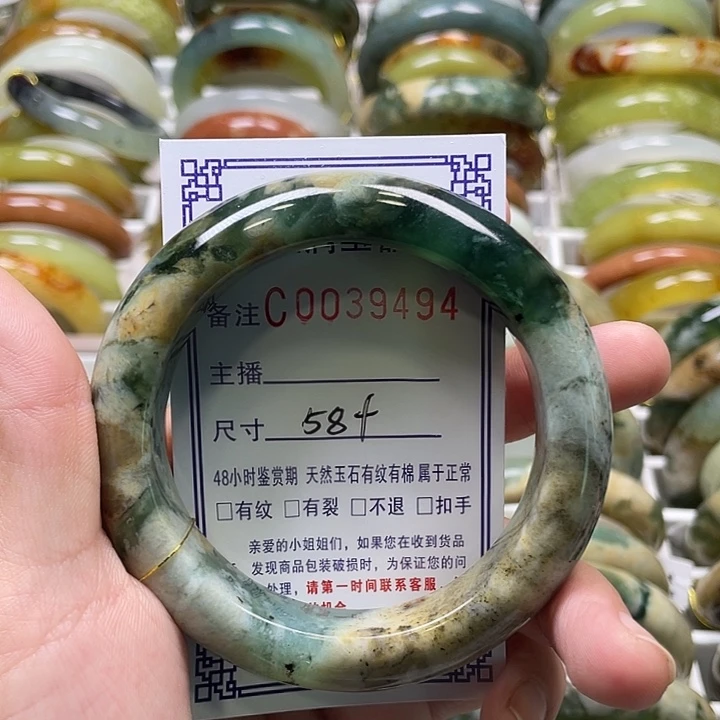 备注C0039494
主播
尺寸 58+
48小时鉴赏期 天然玉石有纹有棉 属于正常
□有纹 □有裂 □不退 □扣手
亲爱的小姐姐们，如果您在收到货品
发现商品包装破损时，为保证您的问
处理，请第一时间联系客服